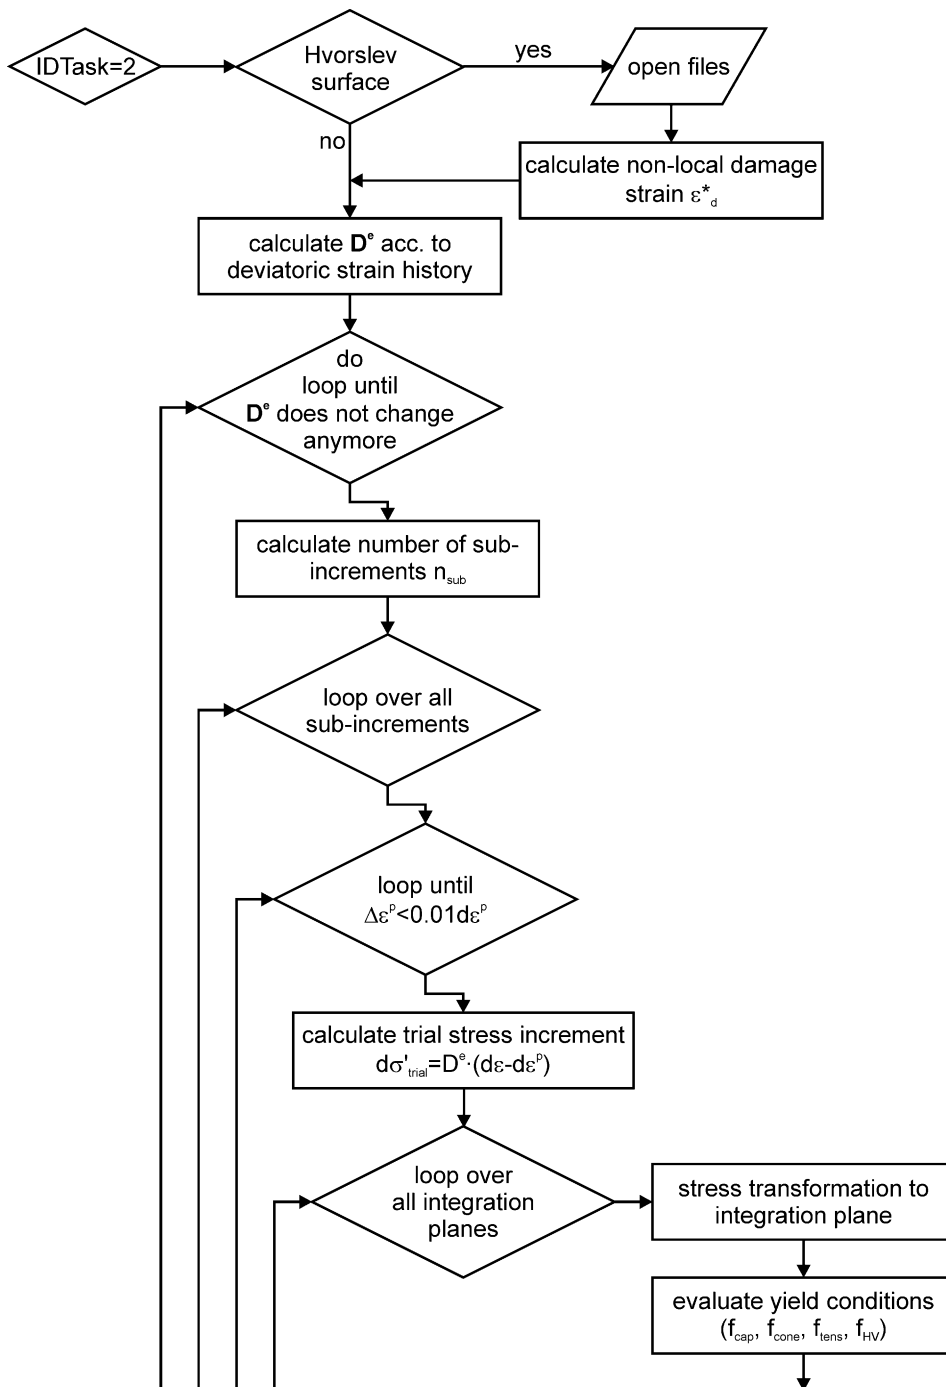 IDTask=2
Hvorslev
surface
yes
open files
no
calculate non-local damage
strain ε*d
calculate Dᵉ acc. to
deviatoric strain history
do
loop until
Dᵉ does not change
anymore
calculate number of sub-
increments nsub
loop over all
sub-increments
loop until
Δεᵖ<0.01dεᵖ
calculate trial stress increment
dσ'trial=Dᵉ·(dε-dεᵖ)
loop over
all integration
planes
stress transformation to
integration plane
evaluate yield conditions
(fcap, fcone, ftens, fHV)